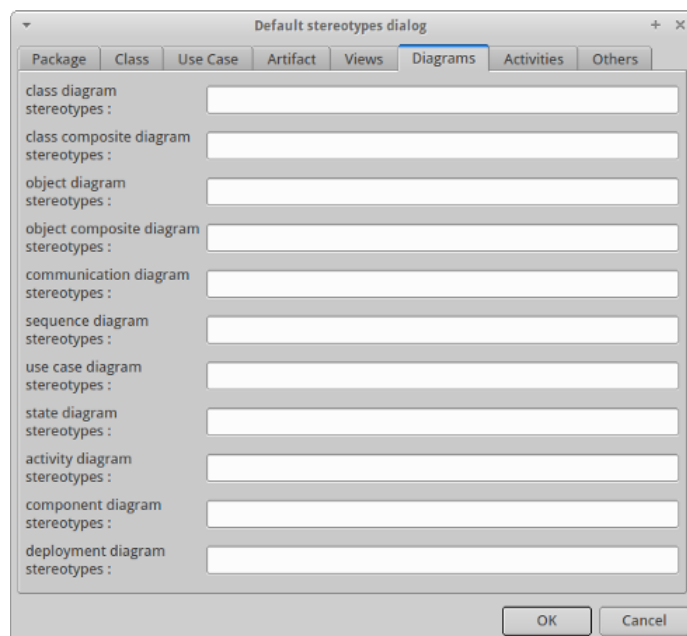 Default stereotypes dialog
Package Class Use Case Artifact Views Diagrams Activities Others
class diagram
stereotypes :
class composite diagram
stereotypes :
object diagram
stereotypes :
object composite diagram
stereotypes :
communication diagram
stereotypes :
sequence diagram
stereotypes :
use case diagram
stereotypes :
state diagram
stereotypes :
activity diagram
stereotypes :
component diagram
stereotypes :
deployment diagram
stereotypes :
OK Cancel